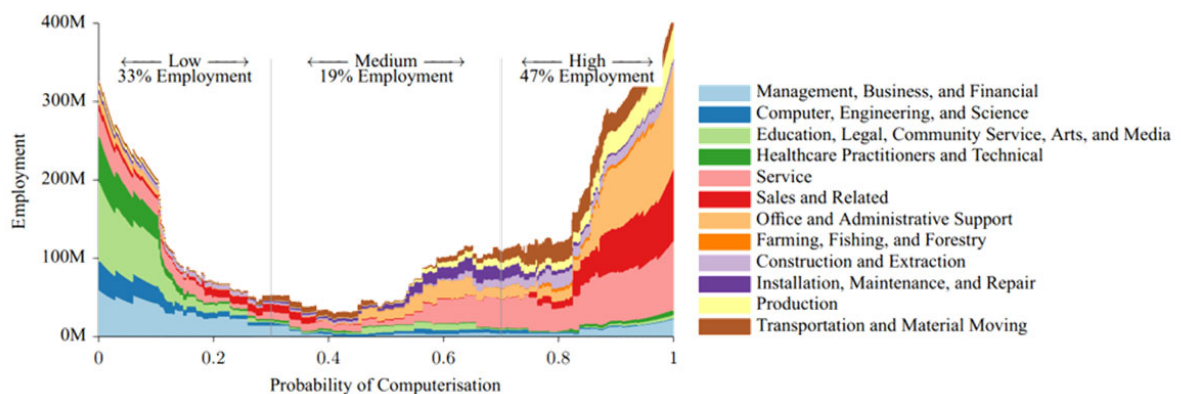 400M
300M
200M
100M
0M
Employment
← Low →
33% Employment
← Medium →
19% Employment
← High →
47% Employment
0
0.2
0.4
0.6
0.8
1
Probability of Computerisation
Management, Business, and Financial
Computer, Engineering, and Science
Education, Legal, Community Service, Arts, and Media
Healthcare Practitioners and Technical
Service
Sales and Related
Office and Administrative Support
Farming, Fishing, and Forestry
Construction and Extraction
Installation, Maintenance, and Repair
Production
Transportation and Material Moving